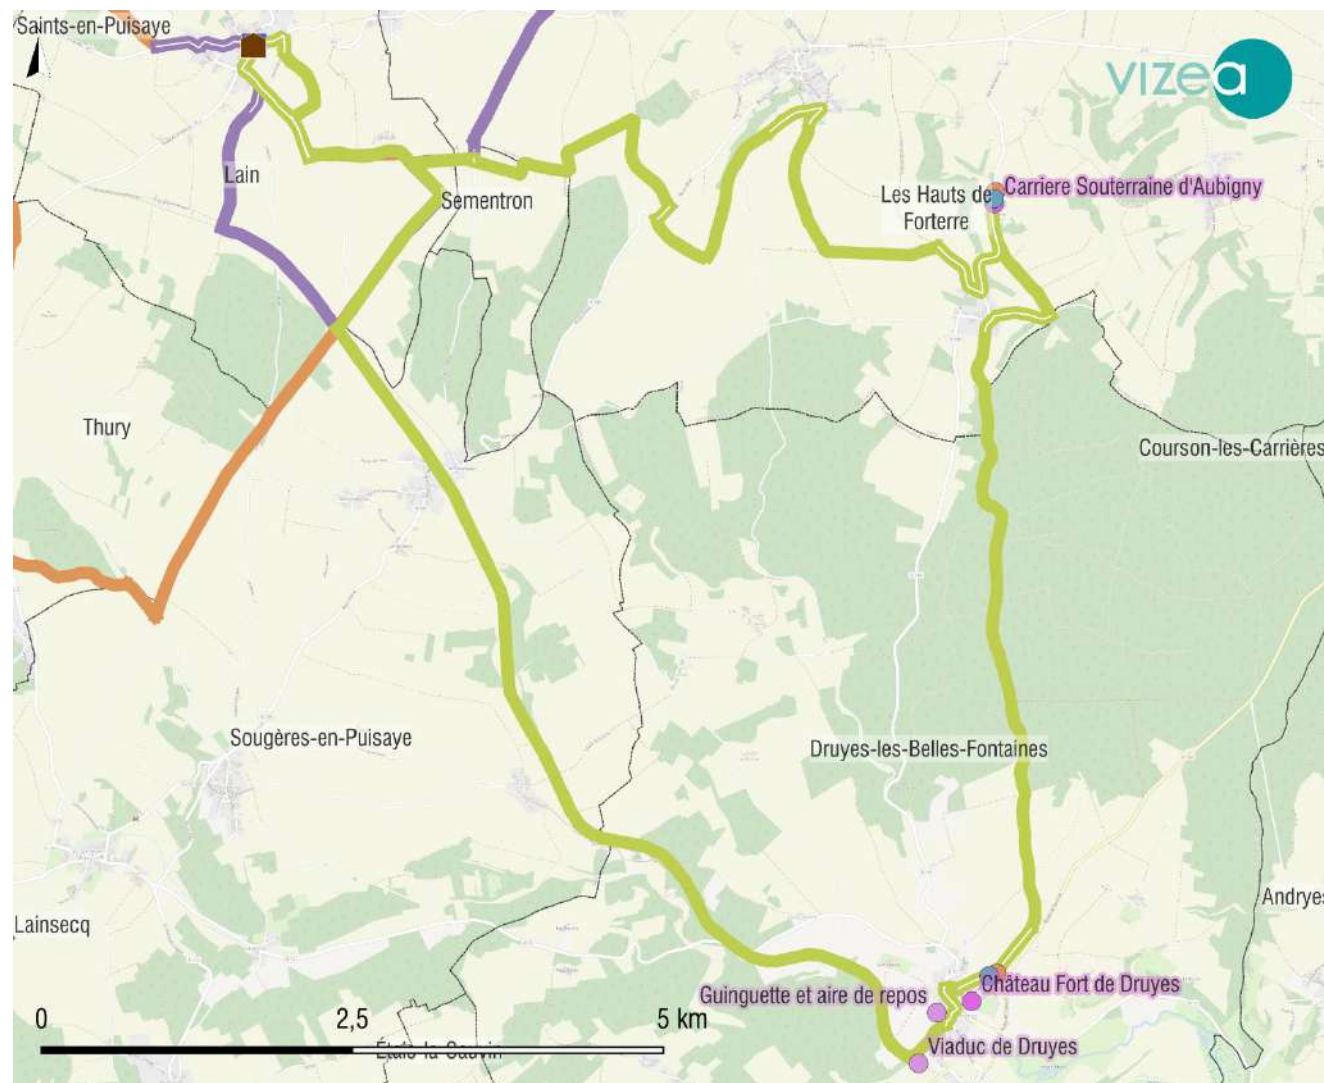 Saints-en-Puisaye
vizea
Lain
Sementron
Les Hauts de
Forterre
Carriere Souterraine d'Aubigny
Thury
Courson-les-Carrières
Sougères-en-Puisaye
Druyes-les-Belles-Fontaines
Lainsecq
Andryes
Guinguette et aire de repos
Château Fort de Druyes
Viaduc de Druyes
0 2,5 5 km